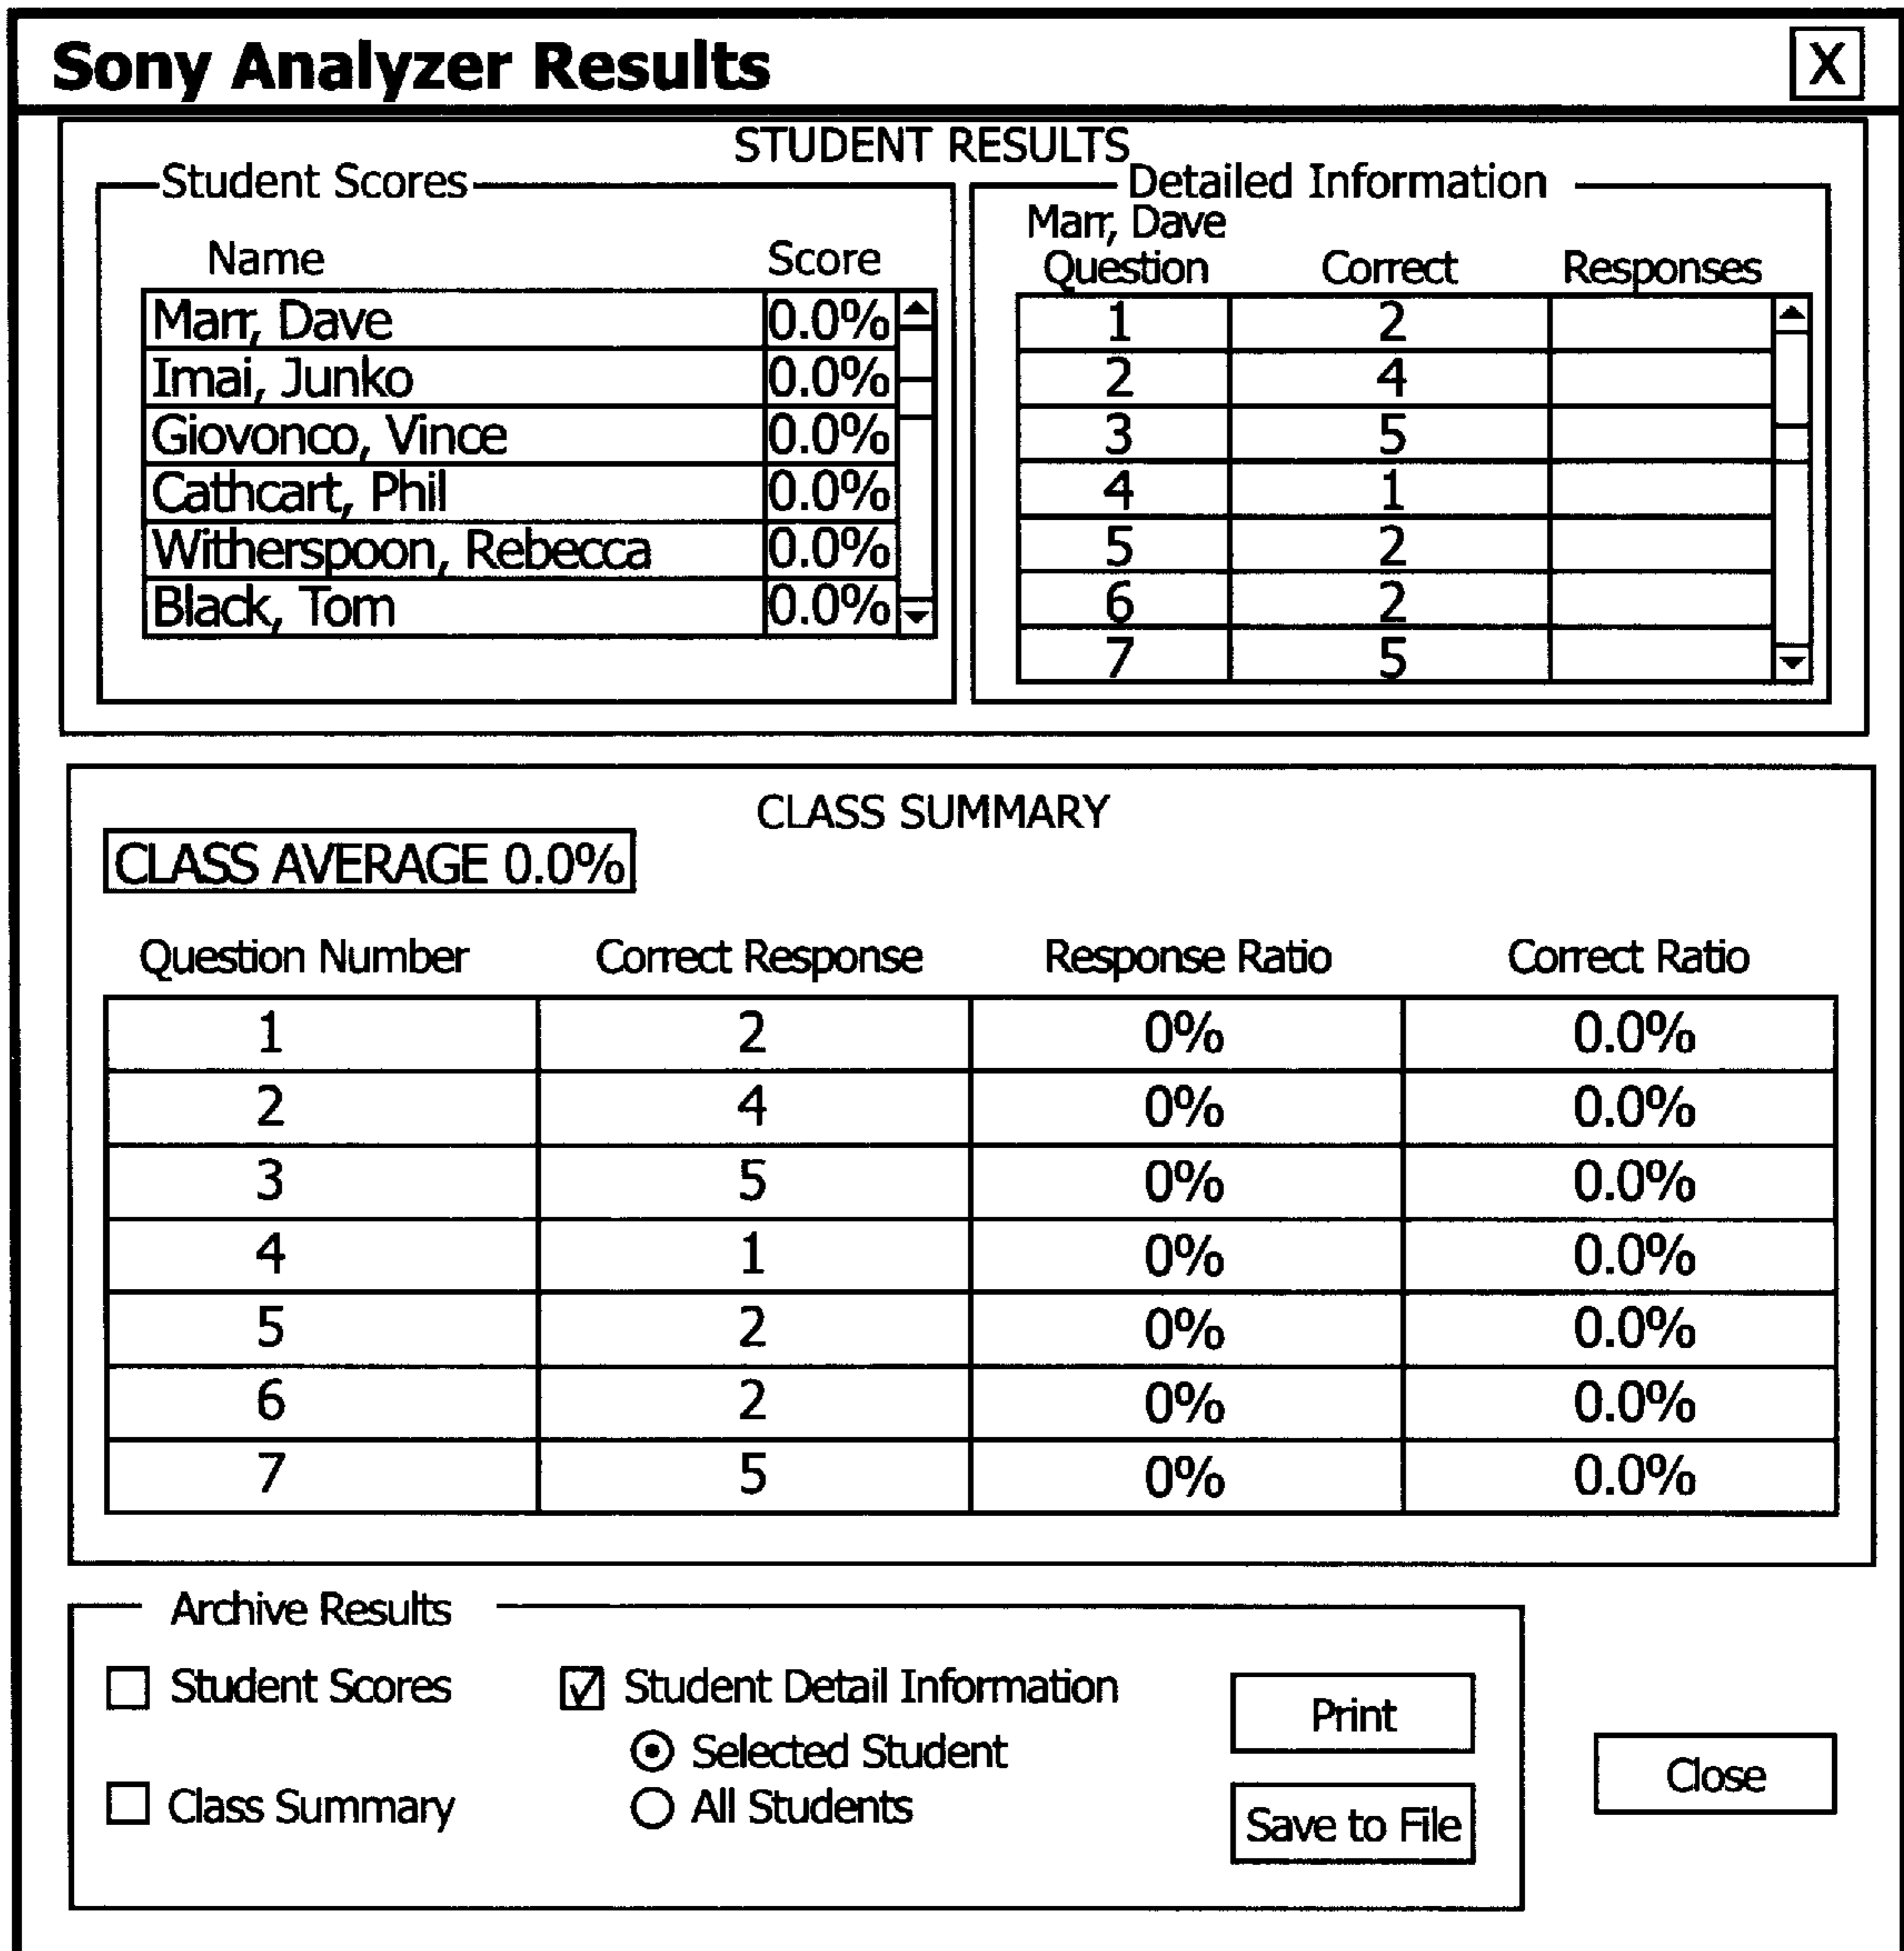 Sony Analyzer Results X
STUDENT RESULTS
Student Scores
Name Score
Marr, Dave 0.0%
Imai, Junko 0.0%
Giovonco, Vince 0.0%
Cathcart, Phil 0.0%
Witherspoon, Rebecca 0.0%
Black, Tom 0.0%
Detailed Information
Marr, Dave
Question Correct Responses
1 2
2 4
3 5
4 1
5 2
6 2
7 5
CLASS SUMMARY
CLASS AVERAGE 0.0%
Question Number Correct Response Response Ratio Correct Ratio
1 2 0% 0.0%
2 4 0% 0.0%
3 5 0% 0.0%
4 1 0% 0.0%
5 2 0% 0.0%
6 2 0% 0.0%
7 5 0% 0.0%
Archive Results
Student Scores Student Detail Information Print
Selected Student
Close
Class Summary All Students Save to File